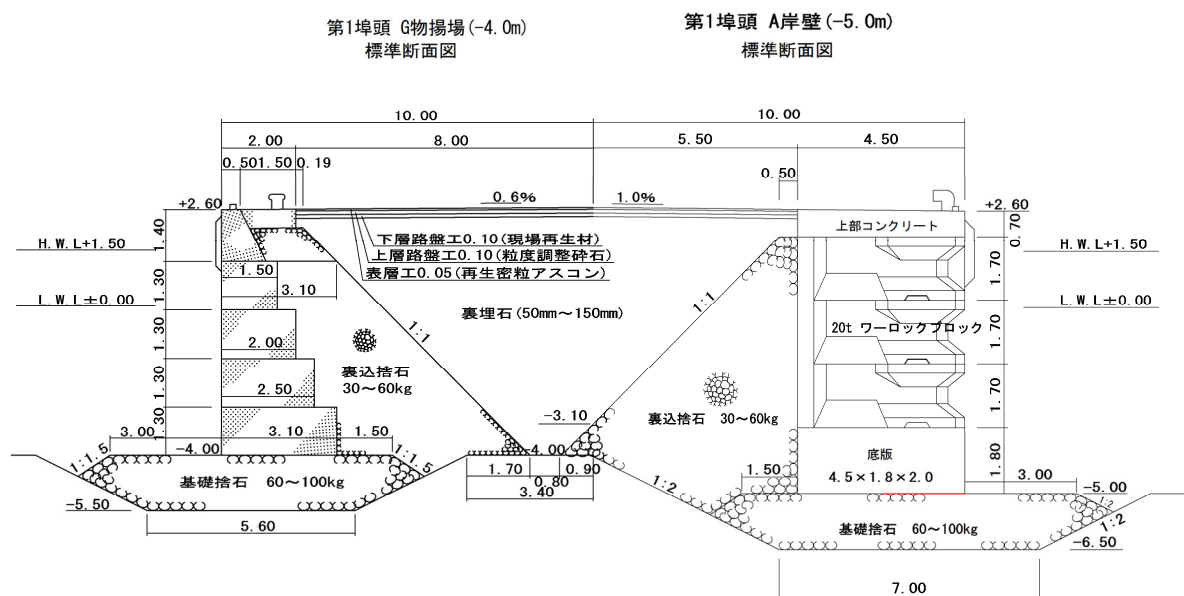 第1埠頭 G物揚場(-4.0m)
標準断面図
第1埠頭 A岸壁(-5.0m)
標準断面図
10.00
10.00
2.00
8.00
5.50
4.50
0.50
1.50
0.19
0.50
+2.60
0.6%
1.0%
+2.60
1.40
0.70
上部コンクリート
H.W.L+1.50
H.W.L+1.50
下層路盤工0.10(現場再生材)
上層路盤工0.10(粒度調整砕石)
表層工0.05(再生密粒アスコン)
1.50
1.30
3.10
1.70
L.W.L±0.00
L.W.L±0.00
裏埋石(50mm～150mm)
1:1
1:1
20t ワーロックブロック
1.30
2.00
1.70
裏込捨石
30～60kg
1.30
2.50
1.70
裏込捨石 30～60kg
-3.10
1.30
3.00
3.10
1.50
-4.00
-4.00
底版
4.5×1.8×2.0
1.80
1:1.5
1:1.5
1.70
0.90
0.80
3.40
1.50
3.00
1:2
基礎捨石 60～100kg
-5.00
-5.50
5.60
1:2
1:2
基礎捨石 60～100kg
-6.50
7.00